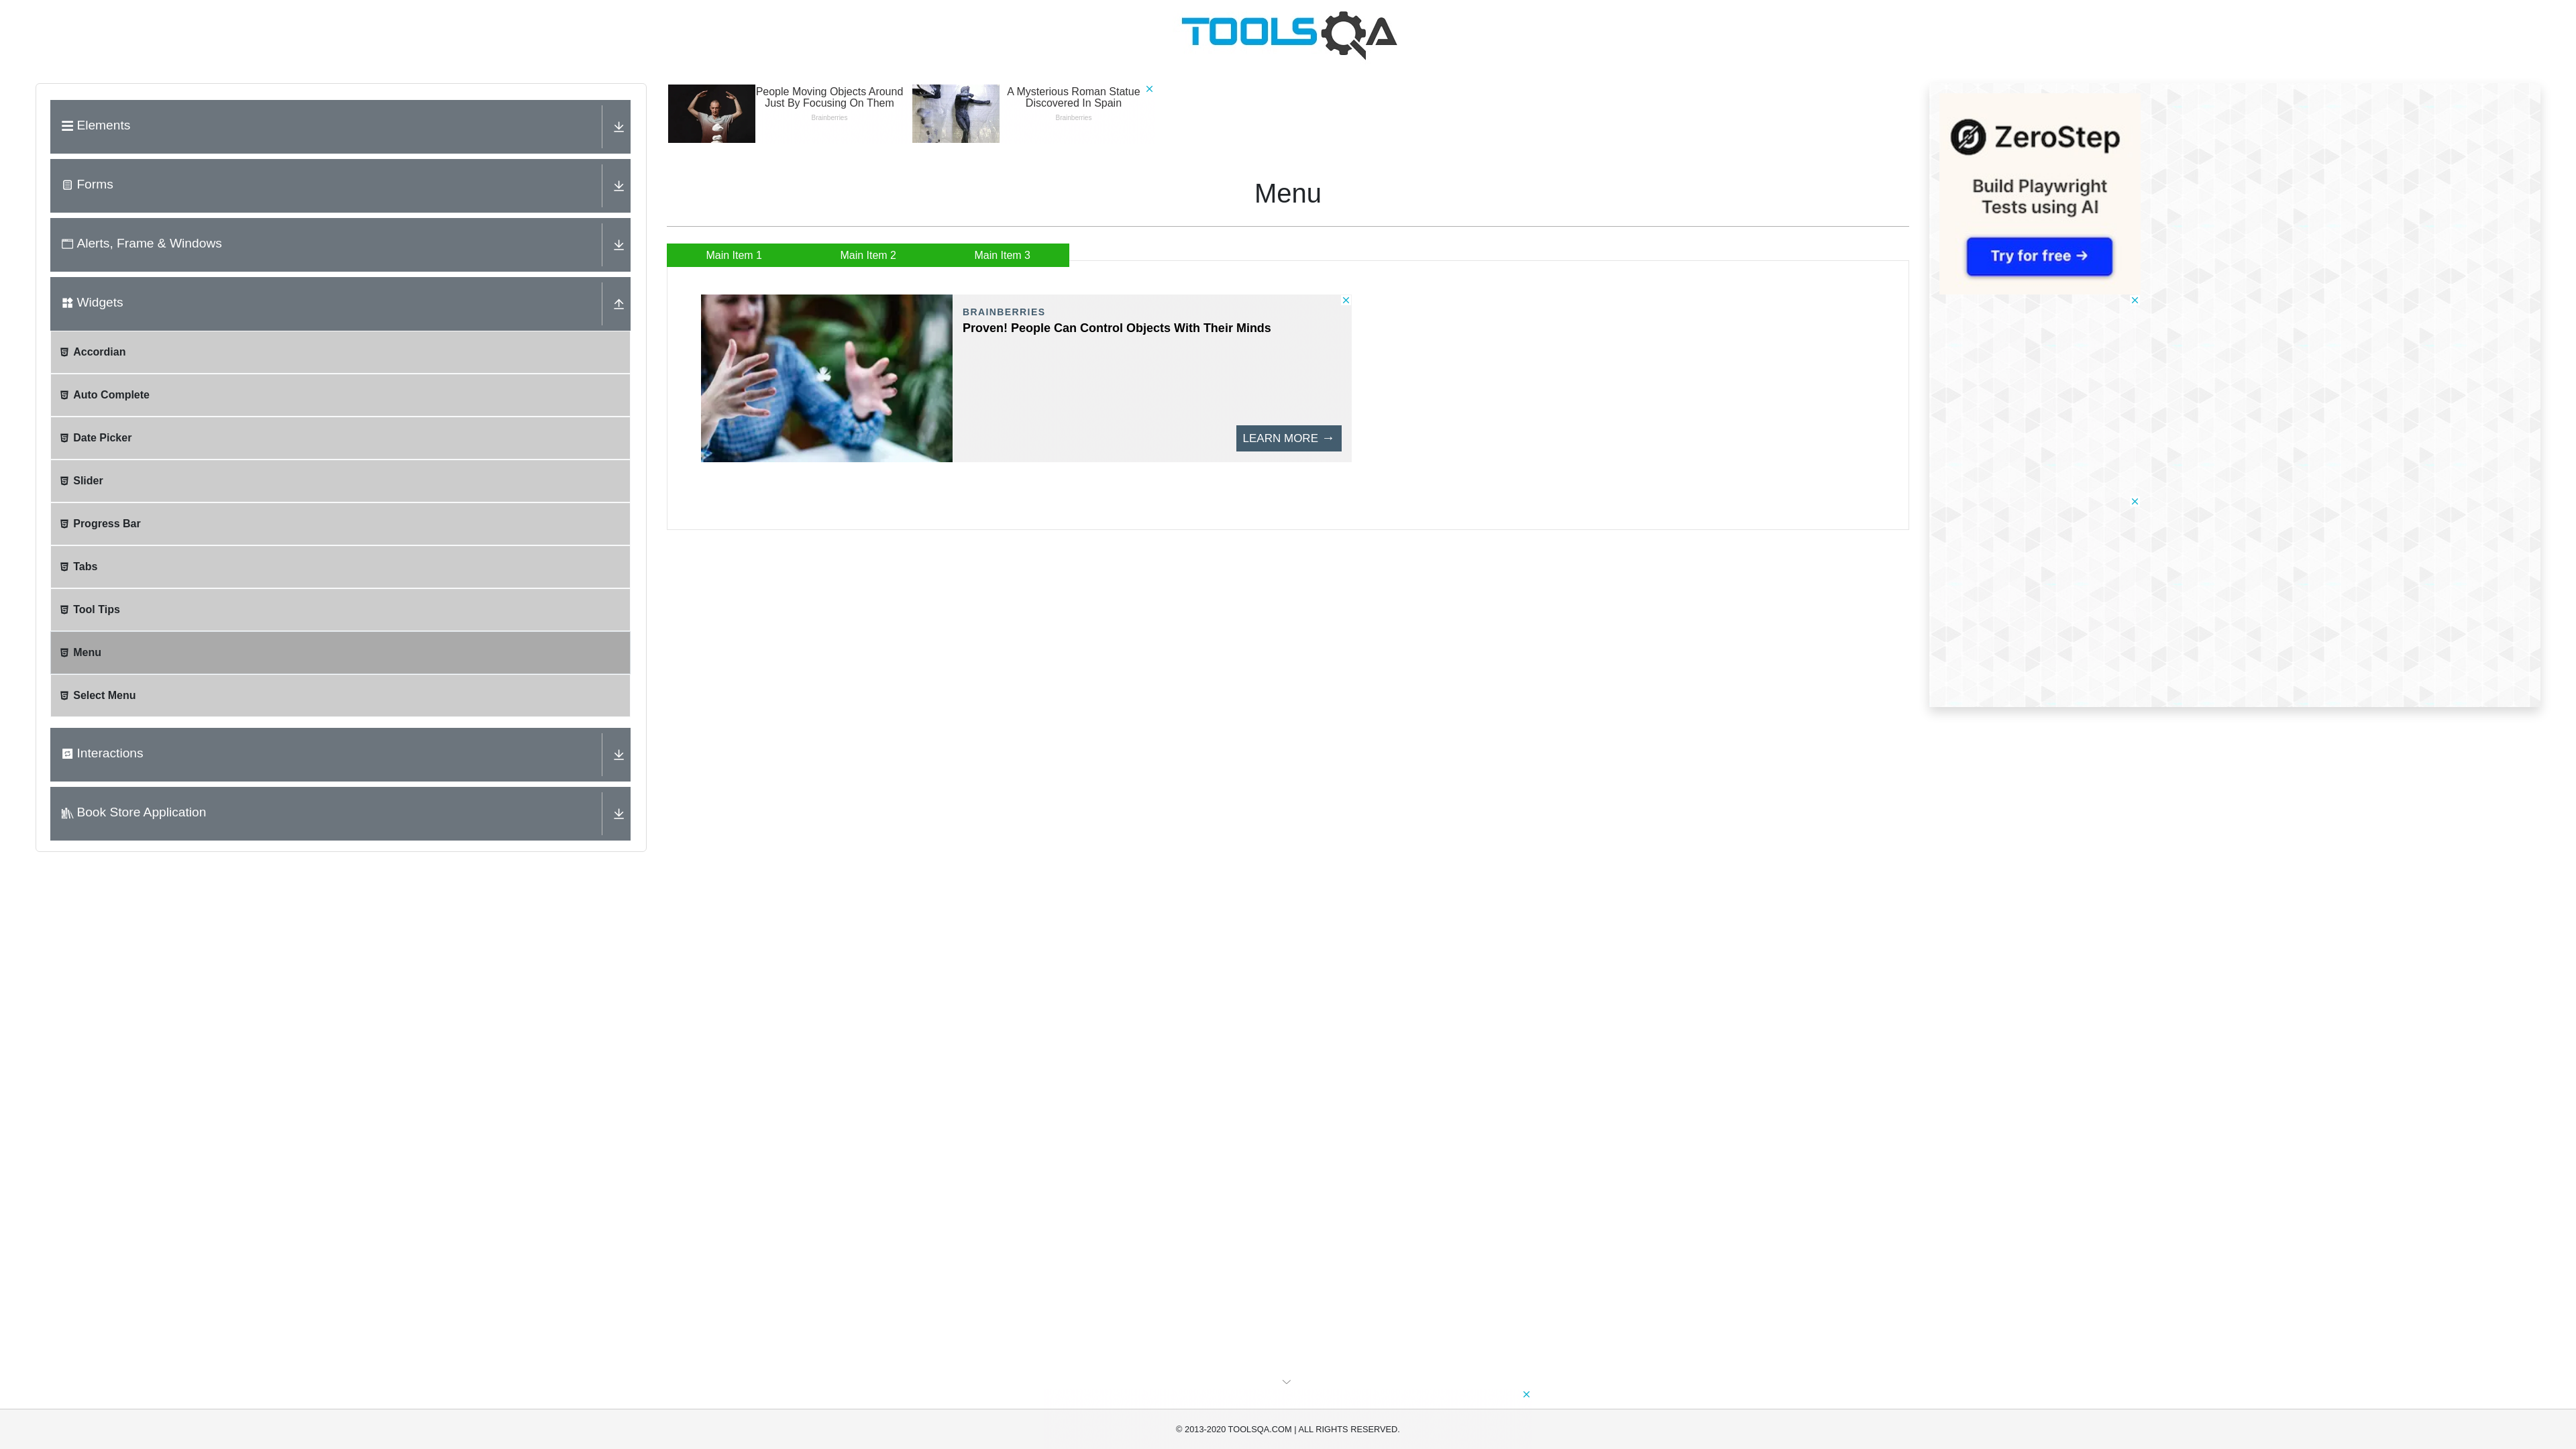 TOOLSQA
Elements
Forms
Alerts, Frame & Windows
Widgets
Accordian
Auto Complete
Date Picker
Slider
Progress Bar
Tabs
Tool Tips
Menu
Select Menu
Interactions
Book Store Application
People Moving Objects Around
Just By Focusing On Them
Brainberries
A Mysterious Roman Statue
Discovered In Spain
Brainberries
Menu
Main Item 1
Main Item 2
Main Item 3
BRAINBERRIES
Proven! People Can Control Objects With Their Minds
LEARN MORE →
ZeroStep
Build Playwright
Tests using AI
Try for free →
© 2013-2020 TOOLSQA.COM | ALL RIGHTS RESERVED.